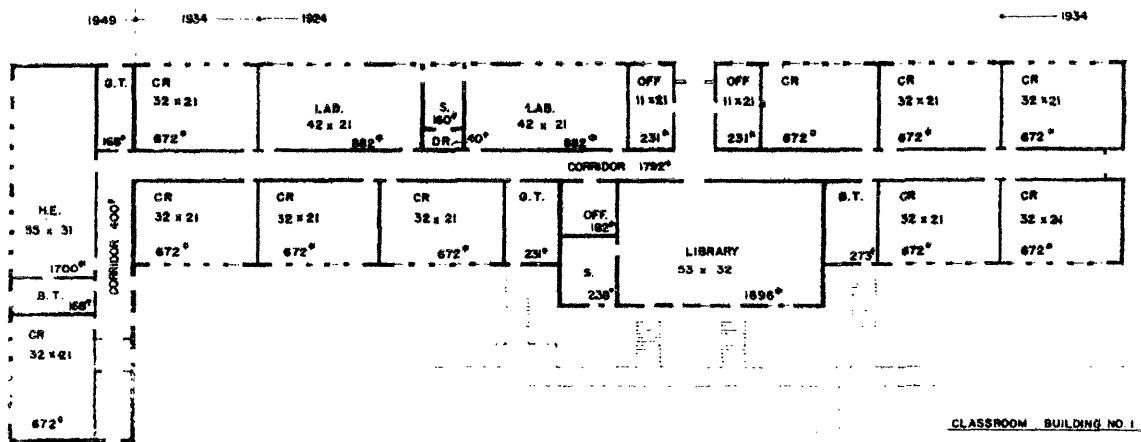 1949 1934 1924 1934
G.T.
168⌀
CR
32 x 21
672⌀
LAB.
42 x 21
882⌀
S.
160⌀
DR.
40⌀
LAB.
42 x 21
882⌀
OFF
11 x 21
231⌀
OFF
11 x 21
231⌀
CR
672⌀
CR
32 x 21
672⌀
CR
32 x 21
672⌀
CORRIDOR 1792⌀
H.E.
55 x 31
1700⌀
CORRIDOR 400⌀
CR
32 x 21
672⌀
CR
32 x 21
672⌀
CR
32 x 21
672⌀
G.T.
231⌀
OFF.
182⌀
S.
238⌀
LIBRARY
53 x 32
1696⌀
B.T.
273⌀
CR
32 x 21
672⌀
CR
32 x 21
672⌀
B.T.
168⌀
CR
32 x 21
672⌀
CLASSROOM BUILDING NO. 1